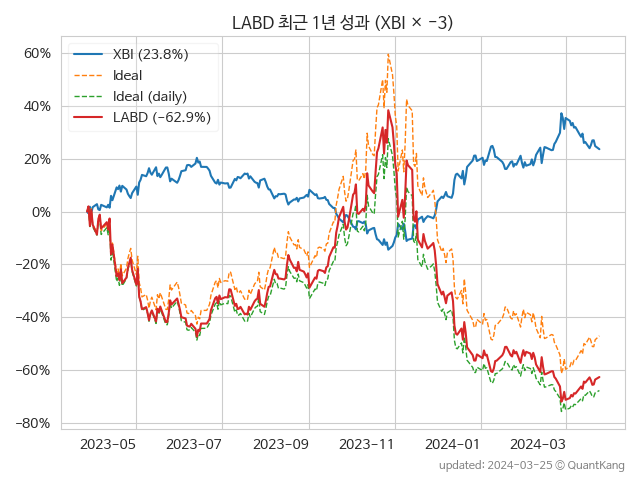 LABD 최근 1년 성과 (XBI × −3)
XBI (23.8%)
Ideal
Ideal (daily)
LABD (−62.9%)
60%
40%
20%
0%
−20%
−40%
−60%
−80%
2023−05 2023−07 2023−09 2023−11 2024−01 2024−03
updated: 2024-03-25 ⓒ QuantKang